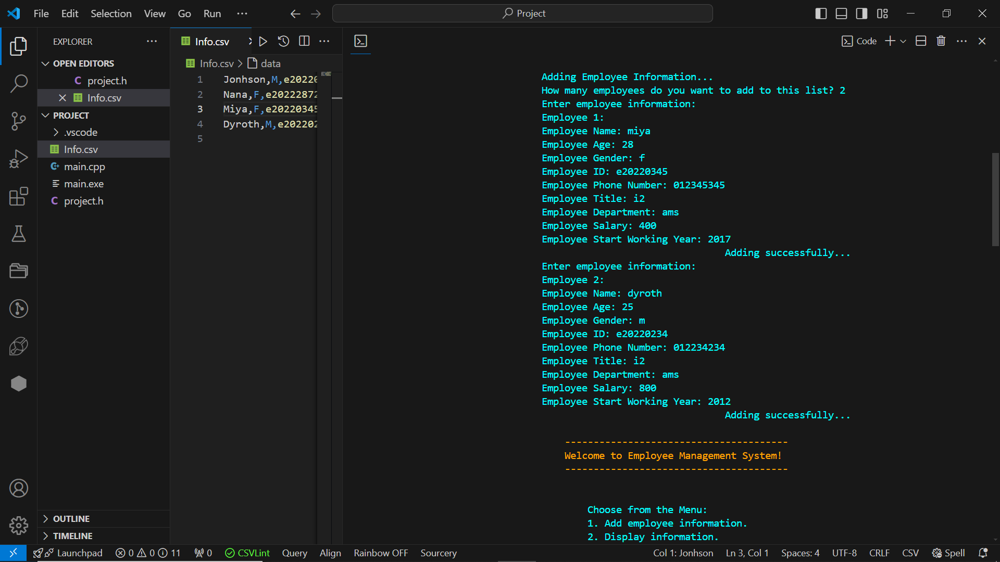 File Edit Selection View Go Run ··· Project
EXPLORER
OPEN EDITORS
project.h
Info.csv
PROJECT
.vscode
Info.csv
main.cpp
main.exe
project.h
OUTLINE
TIMELINE
Info.csv
Info.csv > data
1 Jonhson,M,e20220
2 Nana,F,e20222872
3 Miya,F,e20220345
4 Dyroth,M,e202202
5
Code
Adding Employee Information...
How many employees do you want to add to this list? 2
Enter employee information:
Employee 1:
Employee Name: miya
Employee Age: 28
Employee Gender: f
Employee ID: e20220345
Employee Phone Number: 012345345
Employee Title: i2
Employee Department: ams
Employee Salary: 400
Employee Start Working Year: 2017
Adding successfully...
Enter employee information:
Employee 2:
Employee Name: dyroth
Employee Age: 25
Employee Gender: m
Employee ID: e20220234
Employee Phone Number: 012234234
Employee Title: i2
Employee Department: ams
Employee Salary: 800
Employee Start Working Year: 2012
Adding successfully...
---------------------------------------
Welcome to Employee Management System!
---------------------------------------
Choose from the Menu:
1. Add employee information.
2. Display information.
Launchpad 0 0 11 0 CSVLint Query Align Rainbow OFF Sourcery Col 1: Jonhson Ln 3, Col 1 Spaces: 4 UTF-8 CRLF CSV Spell